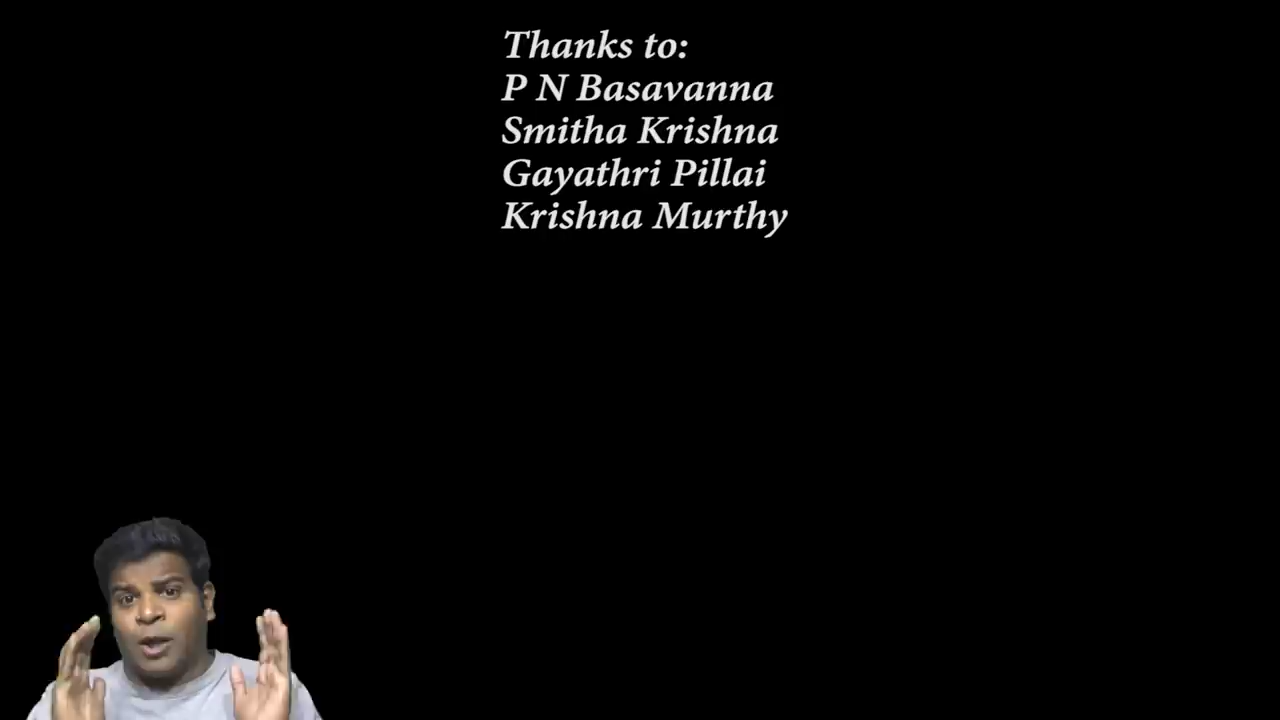 Thanks to:
P N Basavanna
Smitha Krishna
Gayathri Pillai
Krishna Murthy